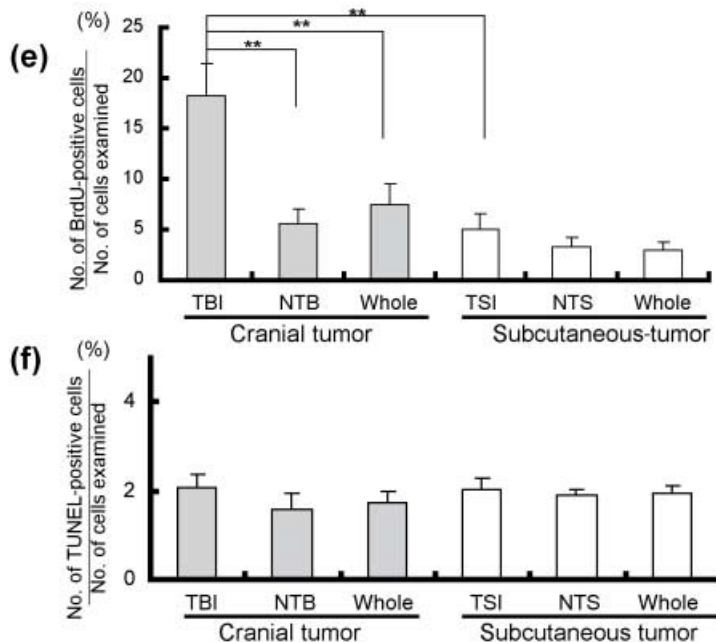 (e)
(%)
No. of BrdU-positive cells
No. of cells examined
25
20
15
10
5
0
**
**
**
TBI NTB Whole TSI NTS Whole
Cranial tumor Subcutaneous-tumor
(f)
(%)
No. of TUNEL-positive cells
No. of cells examined
4
2
0
TBI NTB Whole TSI NTS Whole
Cranial tumor Subcutaneous tumor